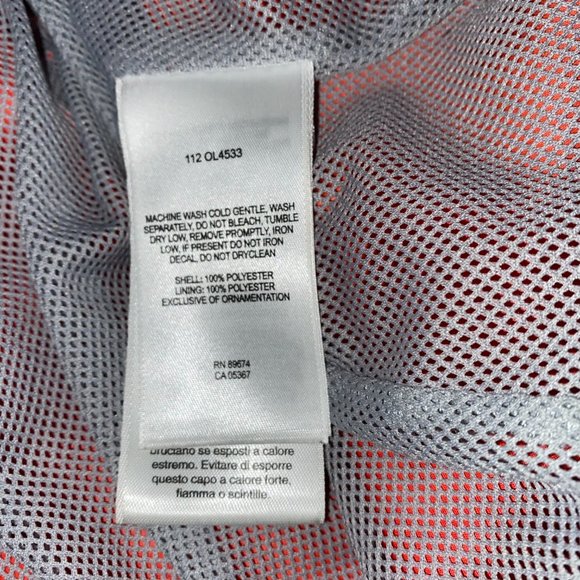 112 OL4533
MACHINE WASH COLD GENTLE, WASH
SEPARATELY, DO NOT BLEACH, TUMBLE
DRY LOW, REMOVE PROMPTLY, IRON
LOW, IF PRESENT DO NOT IRON
DECAL, DO NOT DRYCLEAN
SHELL: 100% POLYESTER
LINING: 100% POLYESTER
EXCLUSIVE OF ORNAMENTATION
RN 89674
CA 05367
bruciano se esposti a calore
estremo. Evitare di esporre
questo capo a calore forte,
fiamma o scintille.